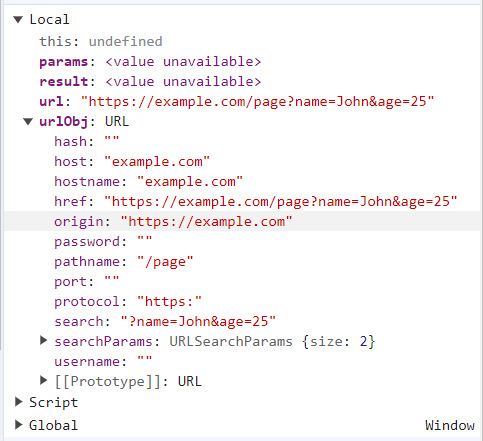 Local
this: undefined
params: <value unavailable>
result: <value unavailable>
url: "https://example.com/page?name=John&age=25"
urlObj: URL
hash: ""
host: "example.com"
hostname: "example.com"
href: "https://example.com/page?name=John&age=25"
origin: "https://example.com"
password: ""
pathname: "/page"
port: ""
protocol: "https:"
search: "?name=John&age=25"
searchParams: URLSearchParams {size: 2}
username: ""
[[Prototype]]: URL
Script
Global Window